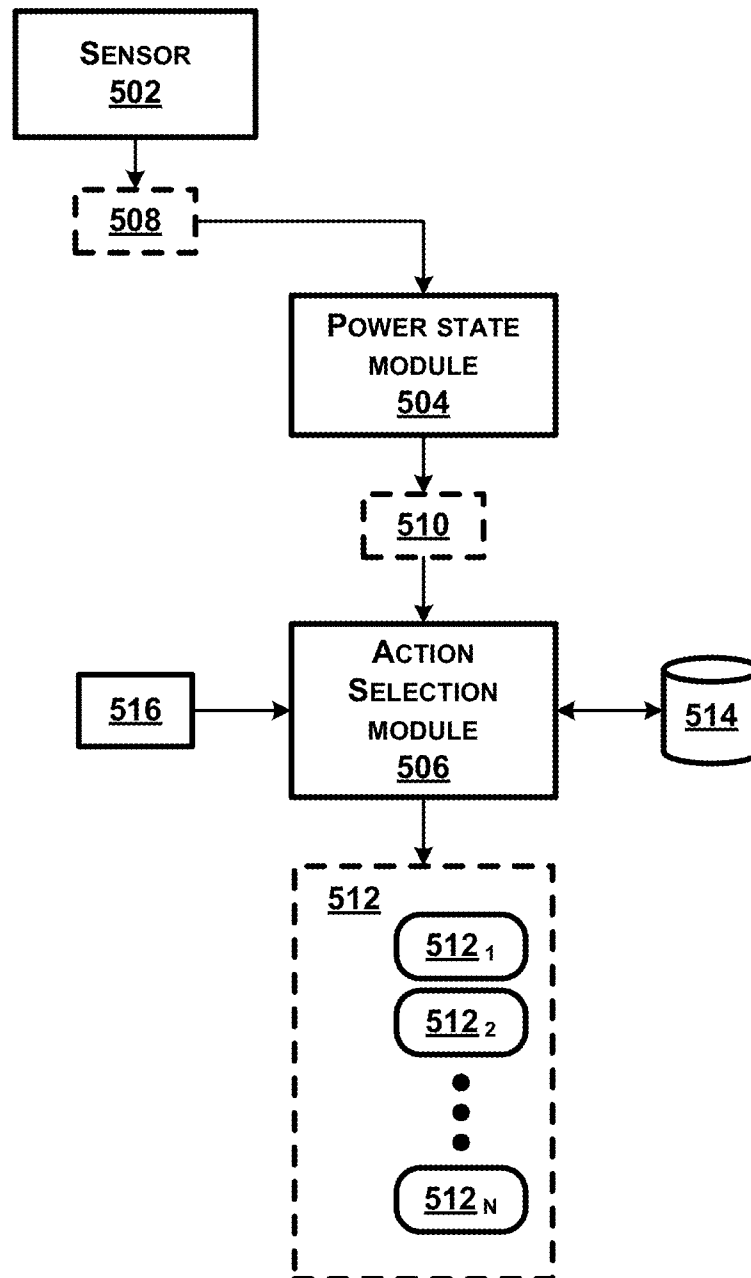 SENSOR
502
508
POWER STATE
MODULE
504
510
ACTION
SELECTION
MODULE
506
516
514
512
512 1
512 2
512 N